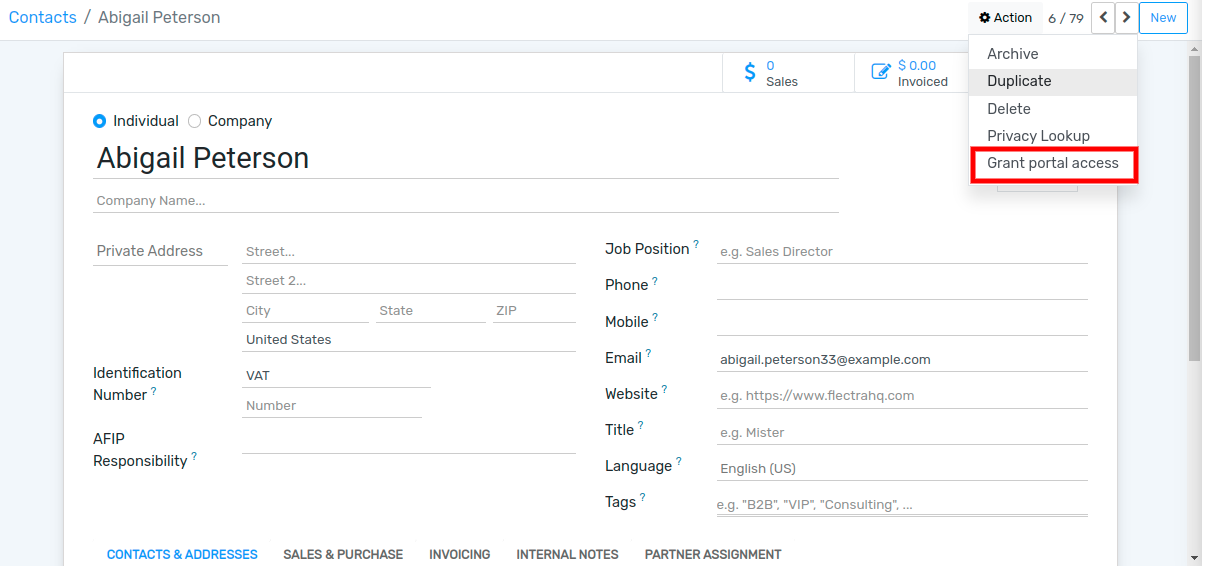 Contacts / Abigail Peterson
Action 6 / 79 New
Archive
Duplicate
Delete
Privacy Lookup
Grant portal access
0
Sales
$ 0.00
Invoiced
Individual Company
Abigail Peterson
Company Name...
Private Address
Street...
Street 2...
City State ZIP
United States
Identification
Number ?
VAT
Number
AFIP
Responsibility ?
Job Position ? e.g. Sales Director
Phone ?
Mobile ?
Email ? abigail.peterson33@example.com
Website ? e.g. https://www.flectrahq.com
Title ? e.g. Mister
Language ? English (US)
Tags ? e.g. "B2B", "VIP", "Consulting", ...
CONTACTS & ADDRESSES SALES & PURCHASE INVOICING INTERNAL NOTES PARTNER ASSIGNMENT